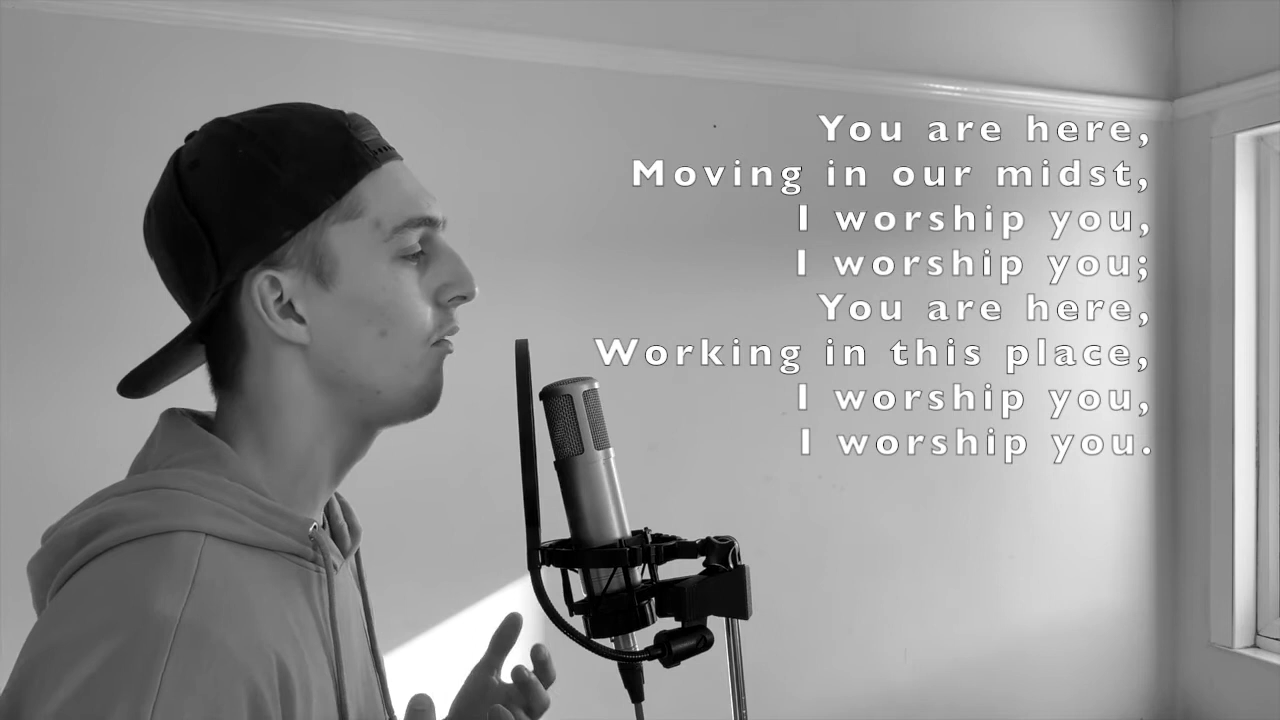 You are here,
Moving in our midst,
I worship you,
I worship you;
You are here,
Working in this place,
I worship you,
I worship you.